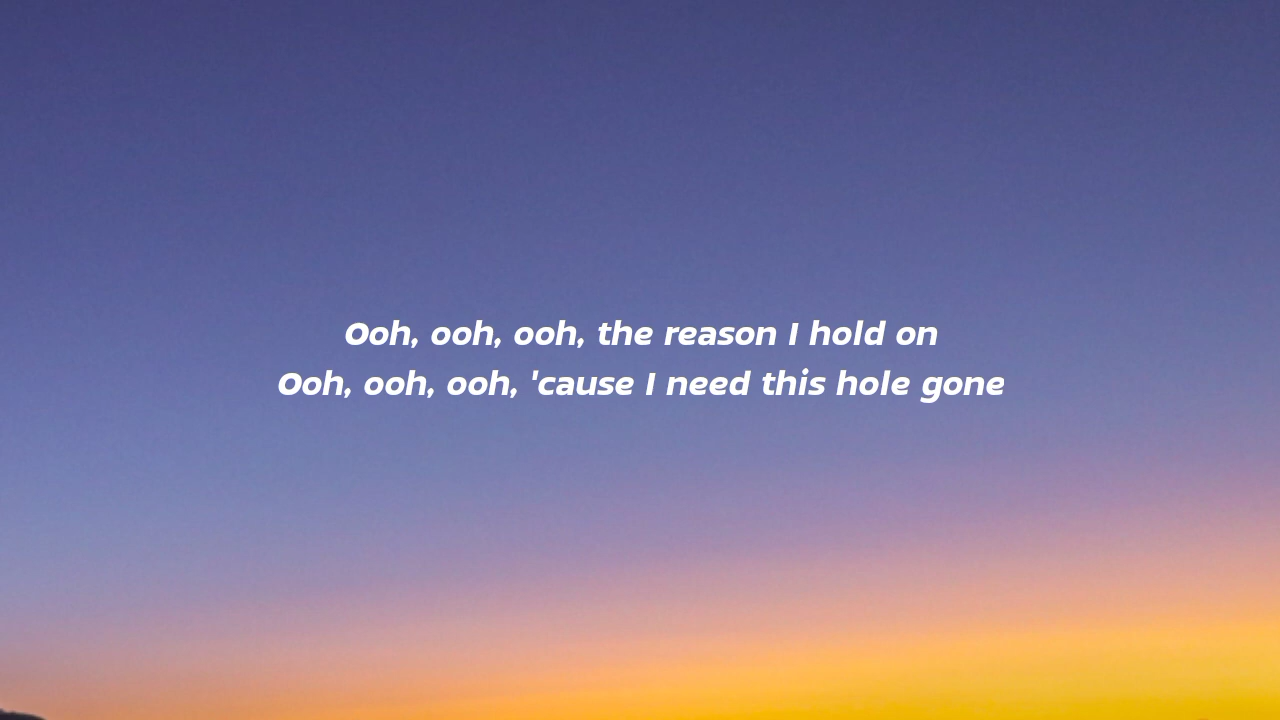 Ooh, ooh, ooh, the reason I hold on
Ooh, ooh, ooh, 'cause I need this hole gone